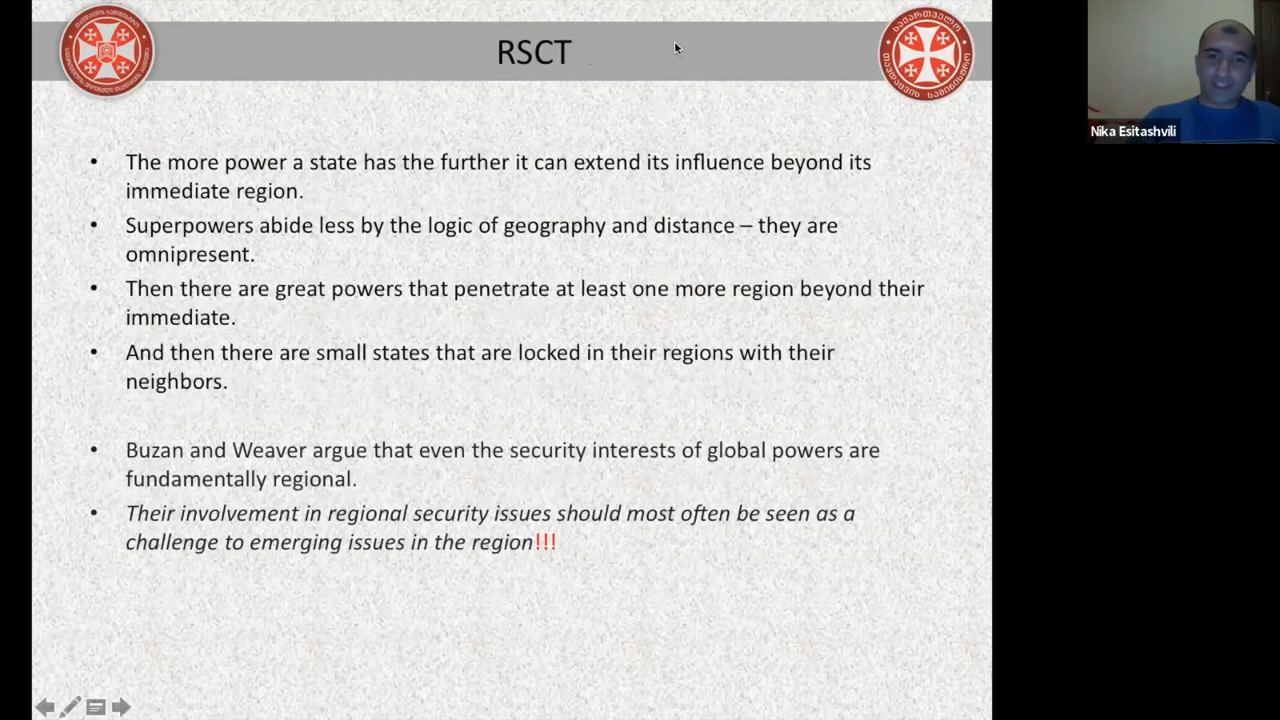 RSCT
საქართველო
თავდაცვის სამინისტრო
Nika Esitashvili
• The more power a state has the further it can extend its influence beyond its
immediate region.
• Superpowers abide less by the logic of geography and distance – they are
omnipresent.
• Then there are great powers that penetrate at least one more region beyond their
immediate.
• And then there are small states that are locked in their regions with their
neighbors.
• Buzan and Weaver argue that even the security interests of global powers are
fundamentally regional.
• Their involvement in regional security issues should most often be seen as a
challenge to emerging issues in the region!!!